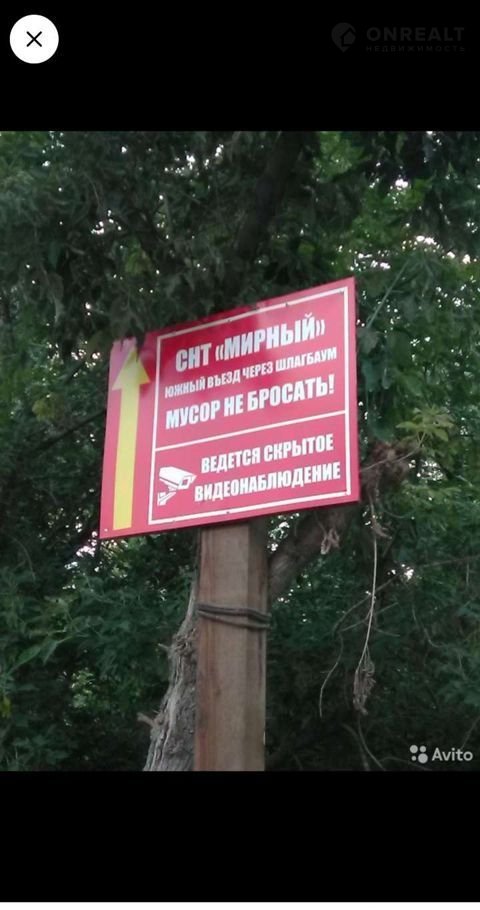 ONREALT
НЕДВИЖИМОСТЬ
СНТ «МИРНЫЙ»
ЮЖНЫЙ ВЪЕЗД ЧЕРЕЗ ШЛАГБАУМ
МУСОР НЕ БРОСАТЬ!
ВЕДЕТСЯ СКРЫТОЕ
ВИДЕОНАБЛЮДЕНИЕ
Avito